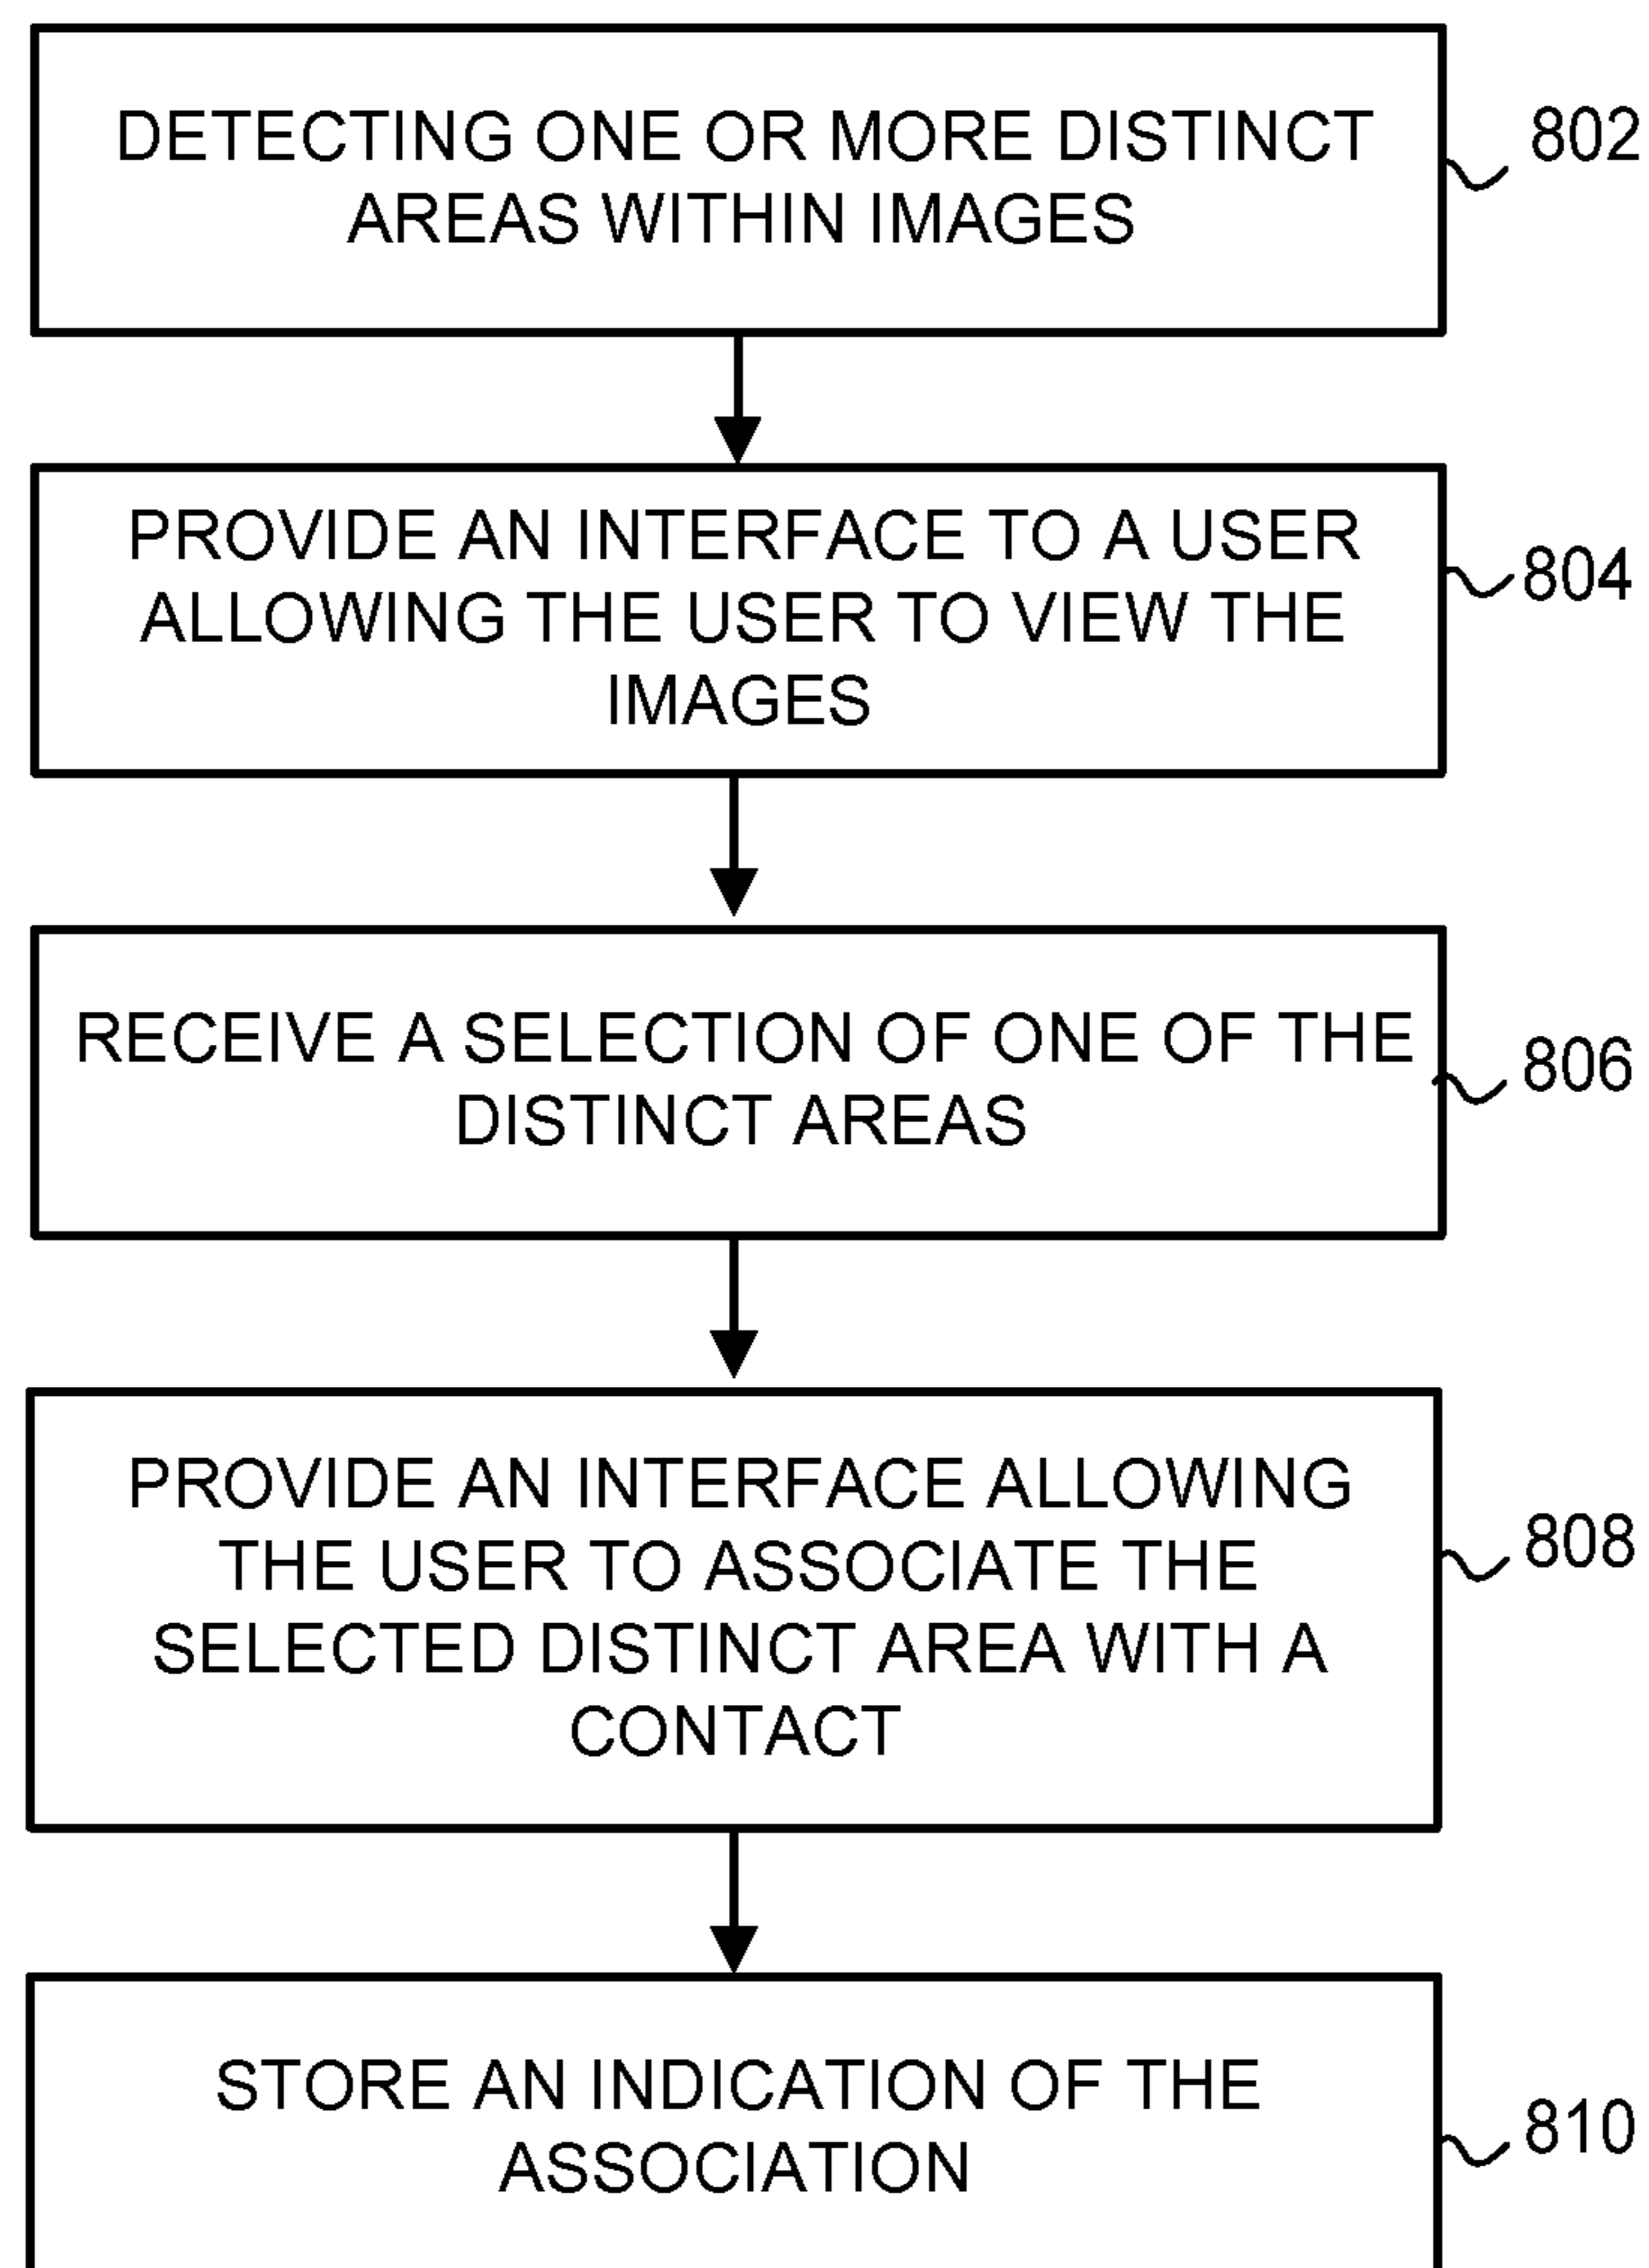 DETECTING ONE OR MORE DISTINCT
AREAS WITHIN IMAGES
802
PROVIDE AN INTERFACE TO A USER
ALLOWING THE USER TO VIEW THE
IMAGES
804
RECEIVE A SELECTION OF ONE OF THE
DISTINCT AREAS
806
PROVIDE AN INTERFACE ALLOWING
THE USER TO ASSOCIATE THE
SELECTED DISTINCT AREA WITH A
CONTACT
808
STORE AN INDICATION OF THE
ASSOCIATION
810